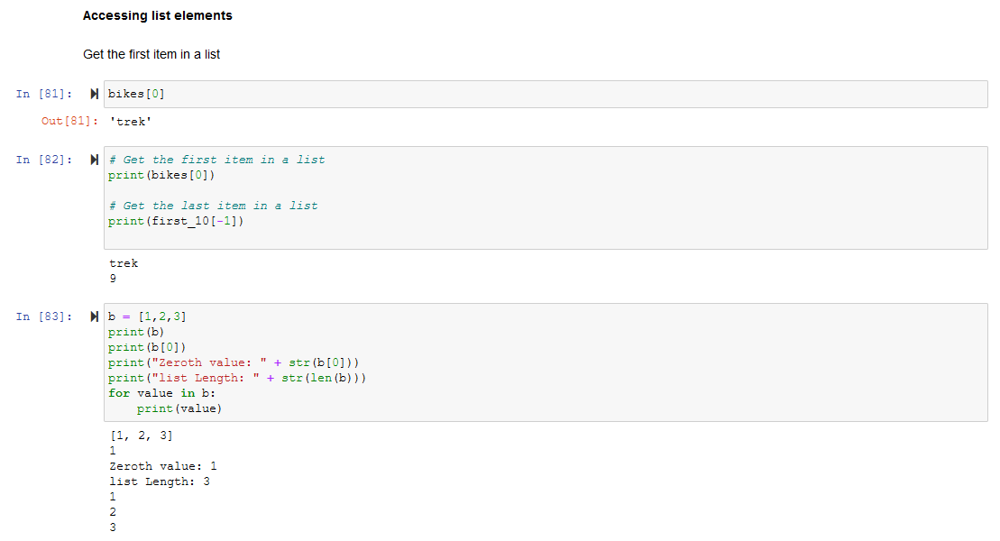 Accessing list elements
Get the first item in a list
In [81]: bikes[0]
Out[81]: 'trek'
In [82]: # Get the first item in a list
print(bikes[0])
# Get the last item in a list
print(first_10[-1])
trek
9
In [83]: b = [1,2,3]
print(b)
print(b[0])
print("Zeroth value: " + str(b[0]))
print("list Length: " + str(len(b)))
for value in b:
    print(value)
[1, 2, 3]
1
Zeroth value: 1
list Length: 3
1
2
3